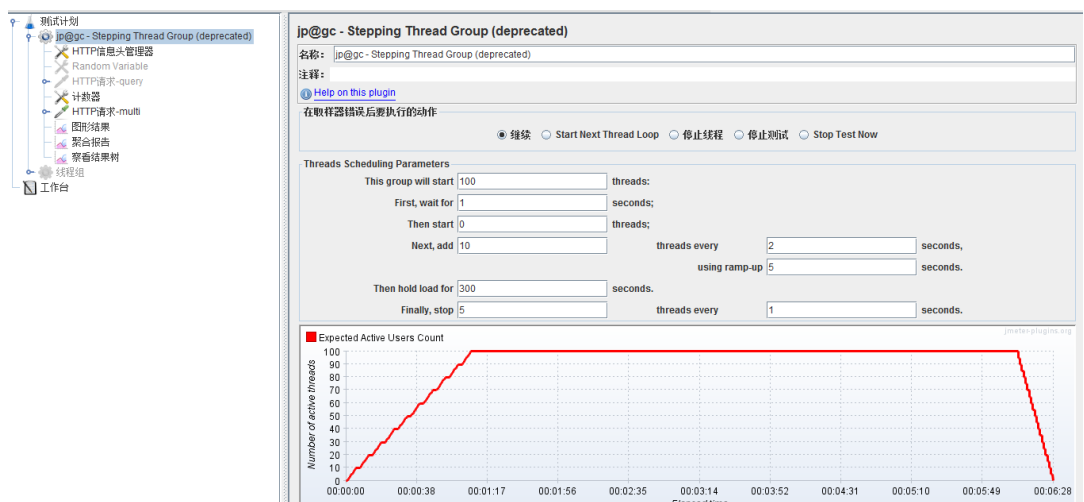 测试计划
jp@gc - Stepping Thread Group (deprecated)
HTTP信息头管理器
Random Variable
HTTP请求-query
计数器
HTTP请求-multi
图形结果
聚合报告
察看结果树
线程组
工作台
jp@gc - Stepping Thread Group (deprecated)
名称： jp@gc - Stepping Thread Group (deprecated)
注释：
Help on this plugin
在取样器错误后要执行的动作
继续 Start Next Thread Loop 停止线程 停止测试 Stop Test Now
Threads Scheduling Parameters
This group will start 100 threads:
First, wait for 1 seconds;
Then start 0 threads;
Next, add 10 threads every 2 seconds,
using ramp-up 5 seconds.
Then hold load for 300 seconds.
Finally, stop 5 threads every 1 seconds.
Expected Active Users Count
jmeter-plugins.org
Number of active threads
100
90
80
70
60
50
40
30
20
10
0
00:00:00 00:00:38 00:01:17 00:01:56 00:02:35 00:03:14 00:03:52 00:04:31 00:05:10 00:05:49 00:06:28
Elapsed time